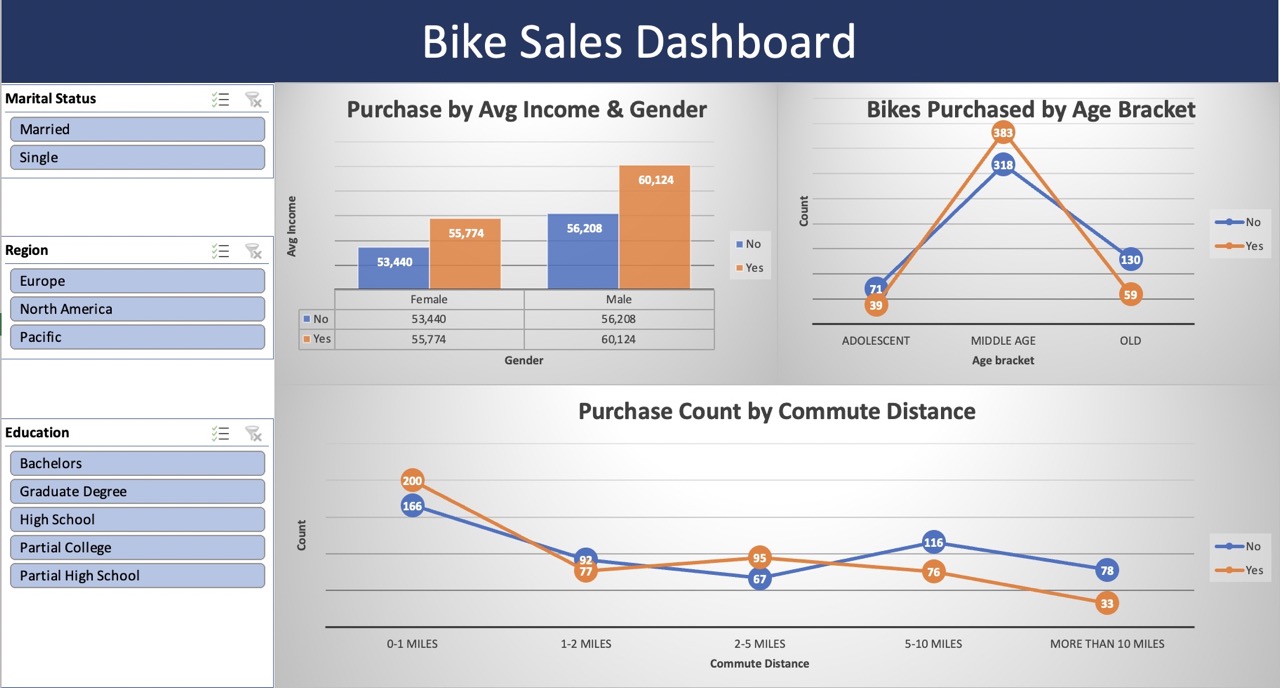 Bike Sales Dashboard
Marital Status
Married
Single
Region
Europe
North America
Pacific
Education
Bachelors
Graduate Degree
High School
Partial College
Partial High School
Purchase by Avg Income & Gender
Avg Income
53,440
55,774
56,208
60,124
Female Male
No 53,440 56,208
Yes 55,774 60,124
Gender
No
Yes
Bikes Purchased by Age Bracket
Count
383
318
71
39
130
59
ADOLESCENT MIDDLE AGE OLD
Age bracket
No
Yes
Purchase Count by Commute Distance
Count
200
166
92
77
95
67
116
76
78
33
0-1 MILES 1-2 MILES 2-5 MILES 5-10 MILES MORE THAN 10 MILES
Commute Distance
No
Yes